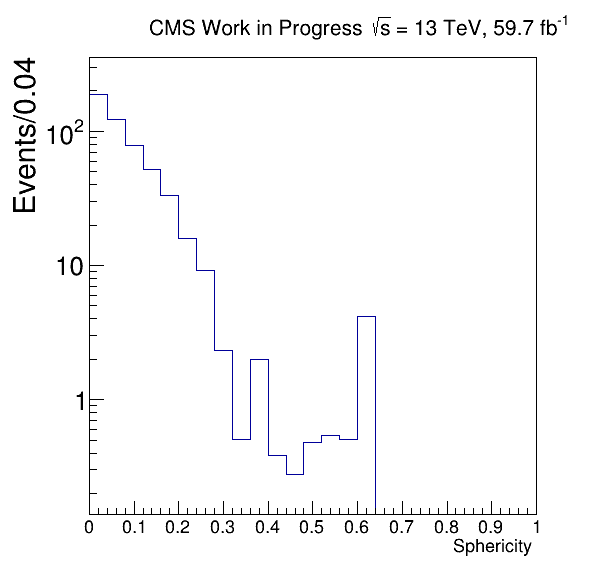 CMS Work in Progress √s = 13 TeV, 59.7 fb⁻¹
Events/0.04
10²
10
1
0 0.1 0.2 0.3 0.4 0.5 0.6 0.7 0.8 0.9 1
Sphericity